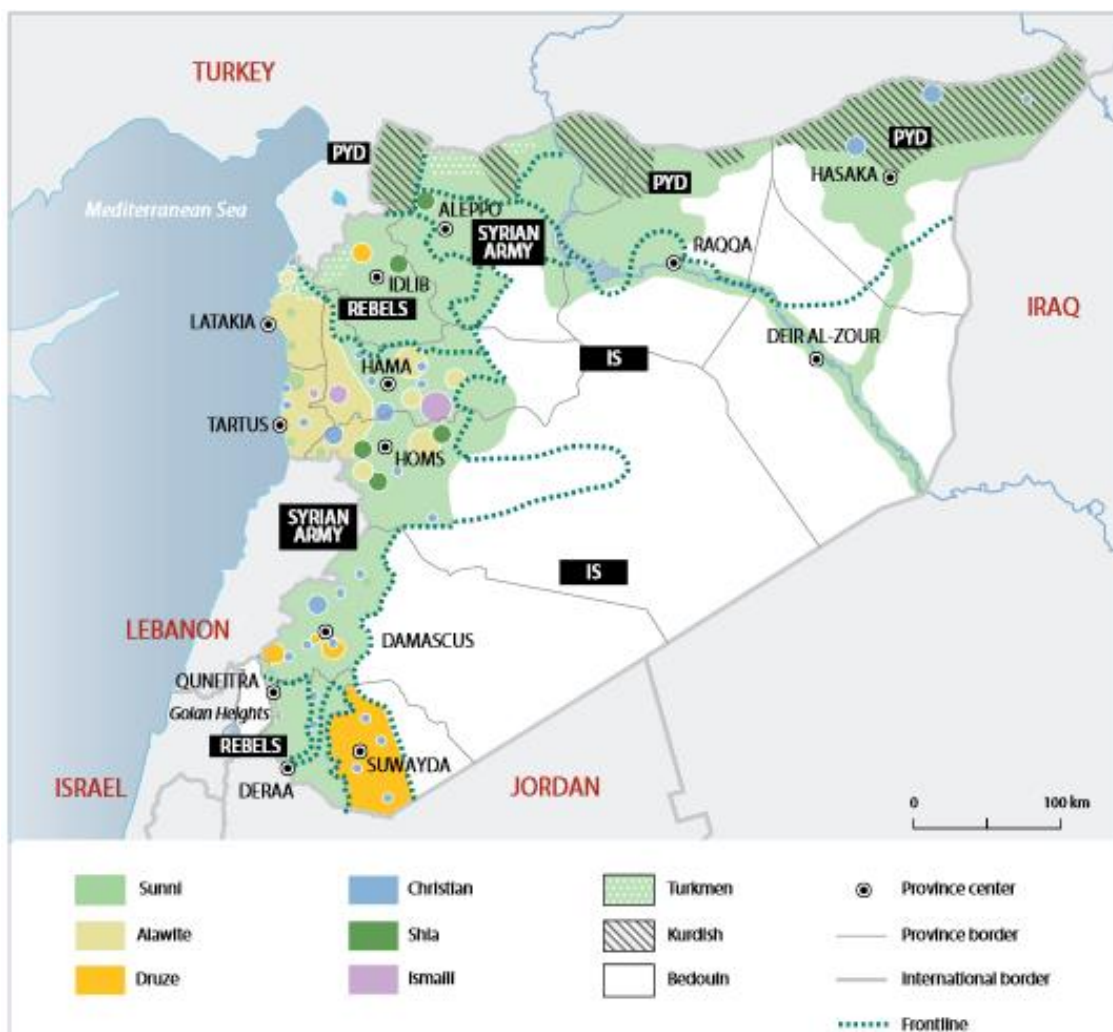 TURKEY
PYD
PYD
HASAKA
PYD
Mediterranean Sea
ALEPPO
SYRIAN
ARMY
RAQQA
IDLIB
REBELS
LATAKIA
IRAQ
DEIR AL-ZOUR
IS
HAMA
TARTUS
HOMS
SYRIAN
ARMY
IS
LEBANON
DAMASCUS
QUNEITRA
Golan Heights
REBELS
SUWAYDA
ISRAEL
DERAA
JORDAN
0 100 km
Sunni Christian Turkmen Province center
Alawite Shia Kurdish Province border
Druze Ismaili Bedouin International border
Frontline